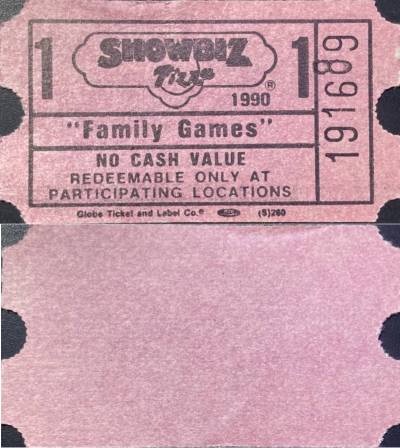 1 SHOWBIZ 1
Pizza ®
1990
"Family Games"
NO CASH VALUE
REDEEMABLE ONLY AT
PARTICIPATING LOCATIONS
191689
Globe Ticket and Label Co.® (S)260